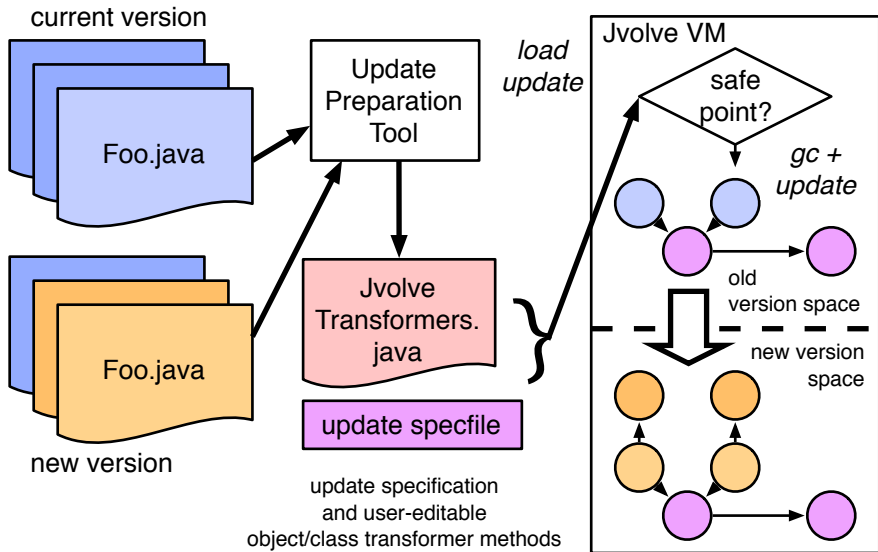 current version
Foo.java
Foo.java
new version
Update
Preparation
Tool
Jvolve
Transformers.
java
}
update specfile
update specification
and user-editable
object/class transformer methods
load
update
Jvolve VM
safe
point?
gc +
update
old
version space
new version
space